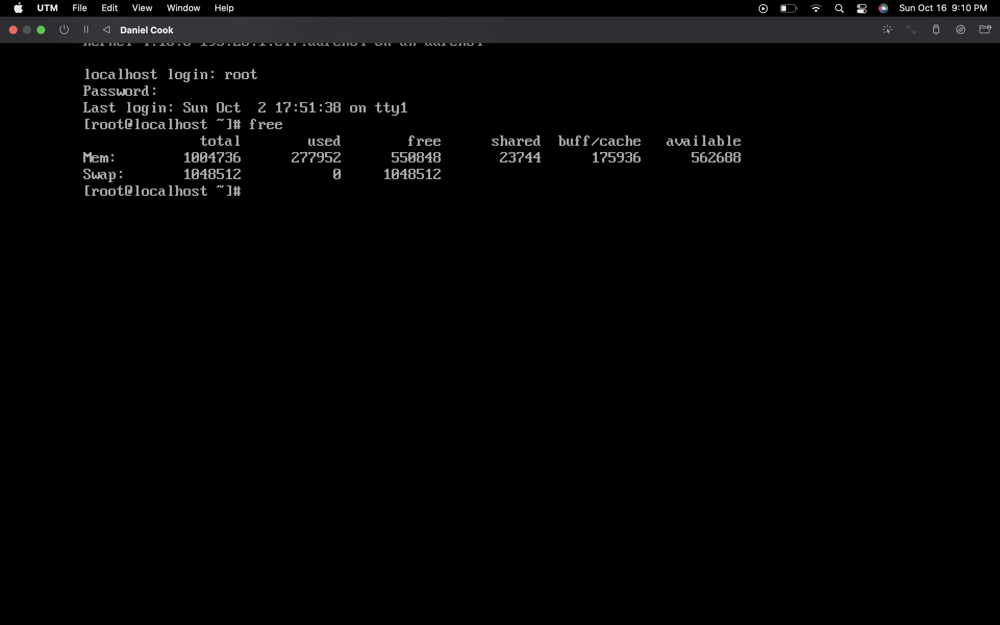 UTM File Edit View Window Help Sun Oct 16 9:10 PM
Daniel Cook
localhost login: root
Password:
Last login: Sun Oct  2 17:51:38 on tty1
[root@localhost ~]# free
total used free shared buff/cache available
Mem: 1004736 277952 550848 23744 175936 562688
Swap: 1048512 0 1048512
[root@localhost ~]#